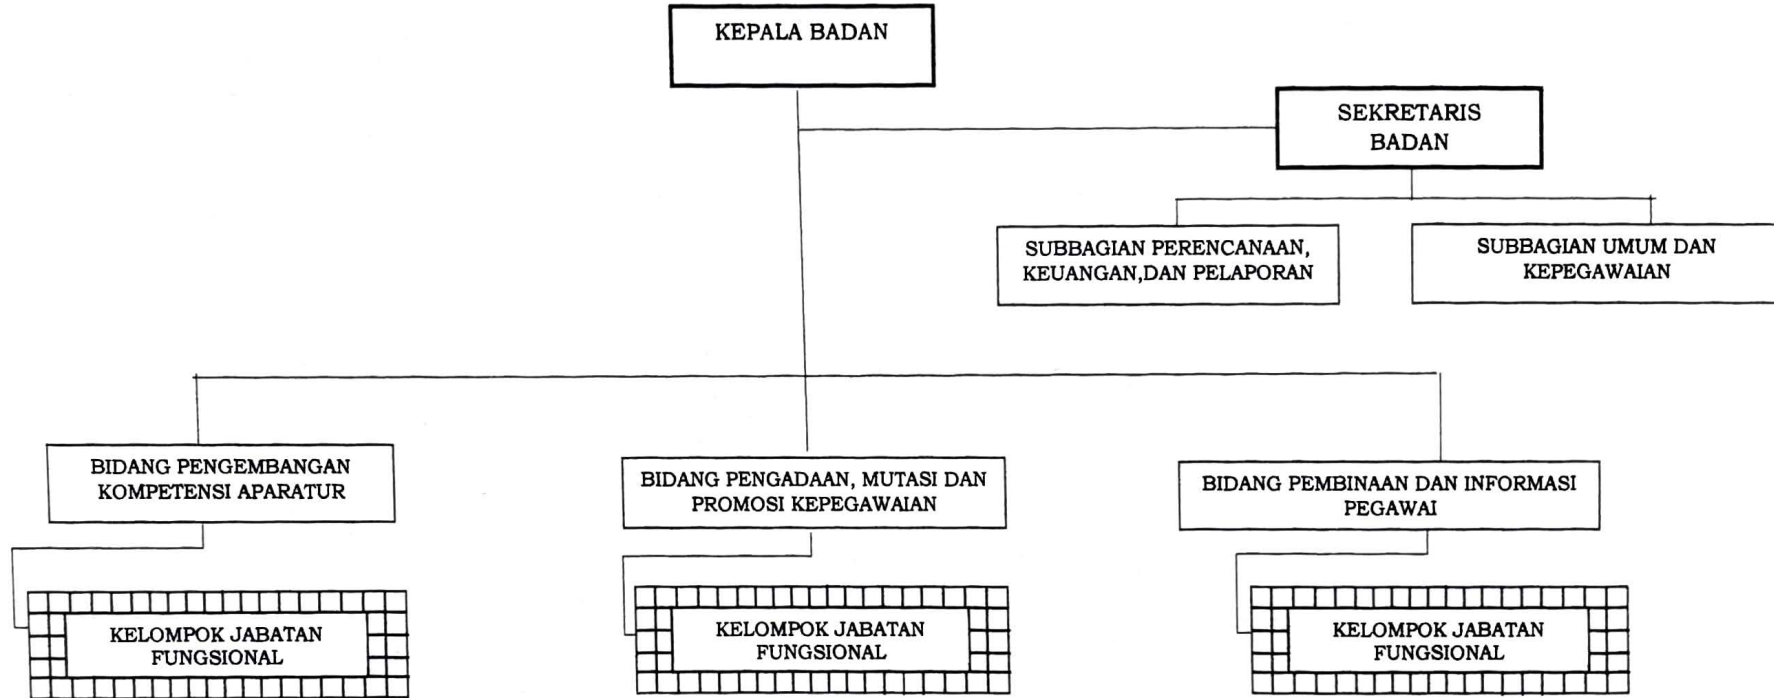 KEPALA BADAN
SEKRETARIS
BADAN
SUBBAGIAN PERENCANAAN,
KEUANGAN,DAN PELAPORAN
SUBBAGIAN UMUM DAN
KEPEGAWAIAN
BIDANG PENGEMBANGAN
KOMPETENSI APARATUR
BIDANG PENGADAAN, MUTASI DAN
PROMOSI KEPEGAWAIAN
BIDANG PEMBINAAN DAN INFORMASI
PEGAWAI
KELOMPOK JABATAN
FUNGSIONAL
KELOMPOK JABATAN
FUNGSIONAL
KELOMPOK JABATAN
FUNGSIONAL